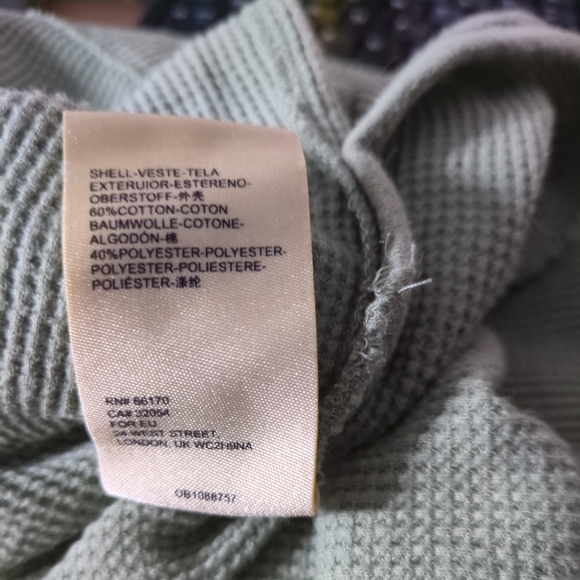 SHELL-VESTE-TELA
EXTERUIOR-ESTERENO-
OBERSTOFF-外壳
60%COTTON-COTON
BAUMWOLLE-COTONE-
ALGODÓN-棉
40%POLYESTER-POLYESTER-
POLYESTER-POLIESTERE-
POLIÉSTER-涤纶
RN# 66170
CA# 32054
FOR EU
24 WEST STREET,
LONDON, UK WC2H9NA
OB1088757